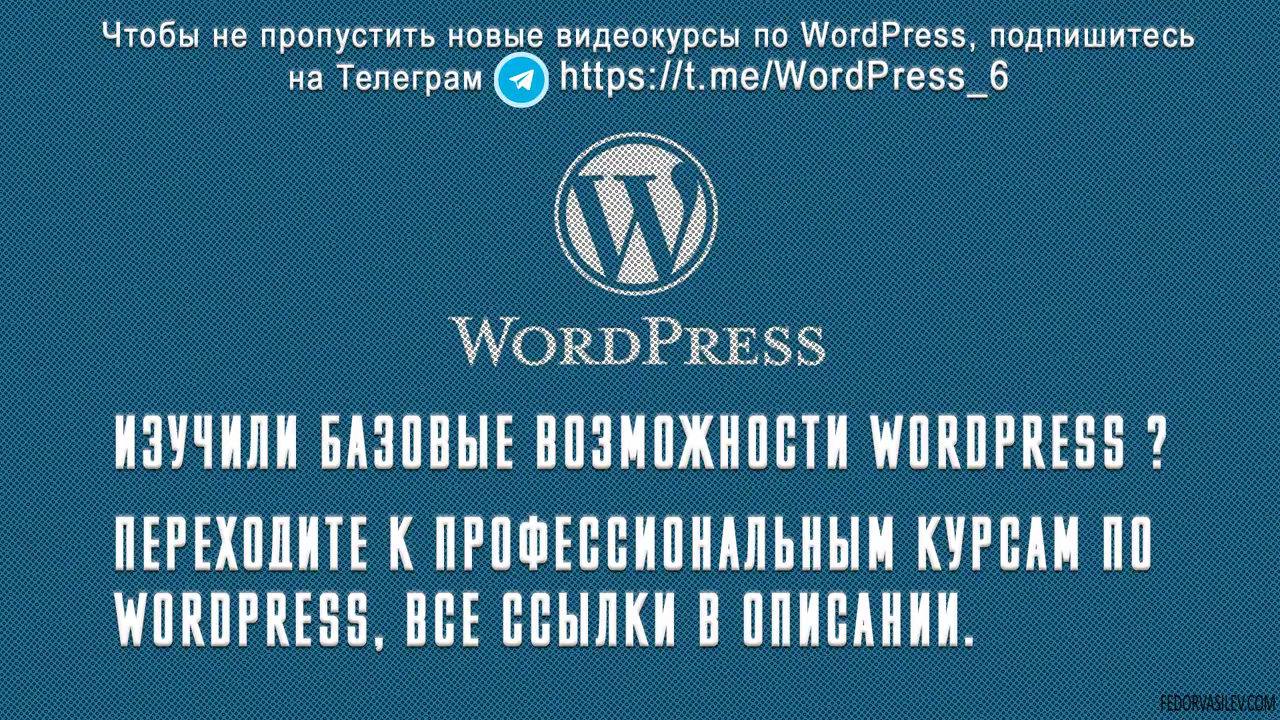 Чтобы не пропустить новые видеокурсы по WordPress, подпишитесь
на Телеграм https://t.me/WordPress_6
W
WORDPRESS
ИЗУЧИЛИ БАЗОВЫЕ ВОЗМОЖНОСТИ WORDPRESS ?
ПЕРЕХОДИТЕ К ПРОФЕССИОНАЛЬНЫМ КУРСАМ ПО
WORDPRESS, ВСЕ ССЫЛКИ В ОПИСАНИИ.
FEDORVASILEV.COM